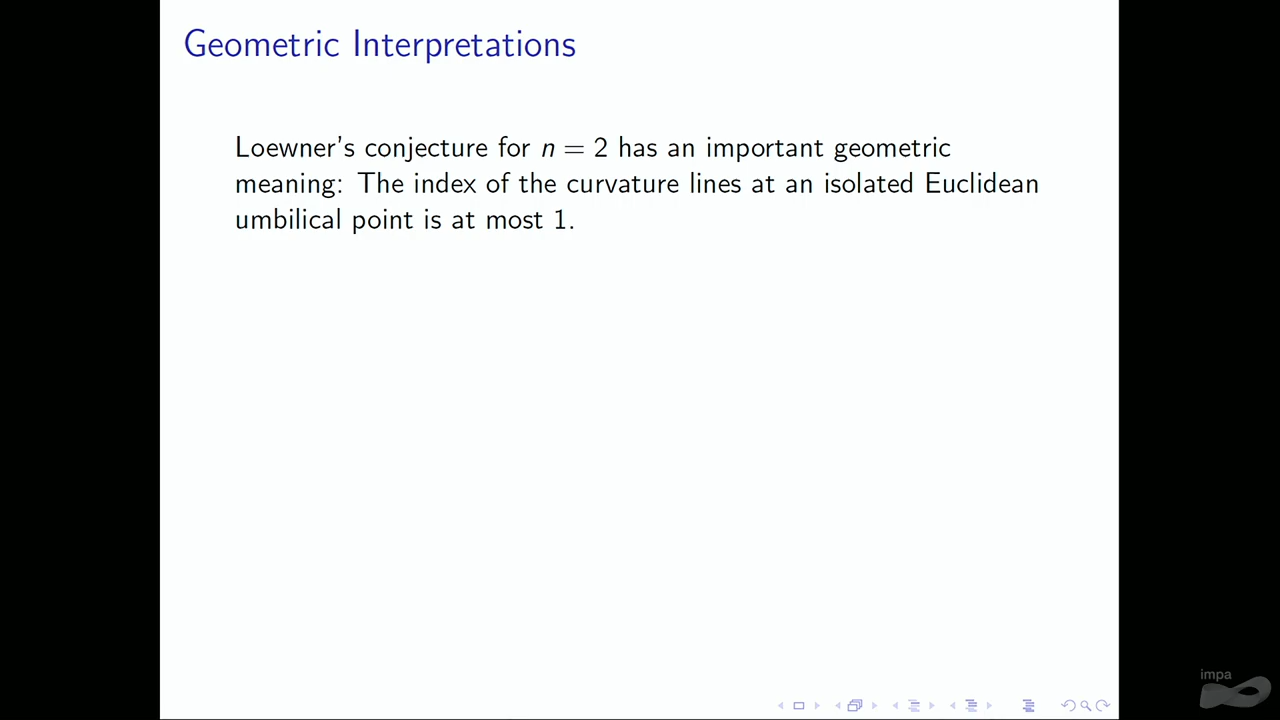 Geometric Interpretations
Loewner's conjecture for n = 2 has an important geometric
meaning: The index of the curvature lines at an isolated Euclidean
umbilical point is at most 1.
impa